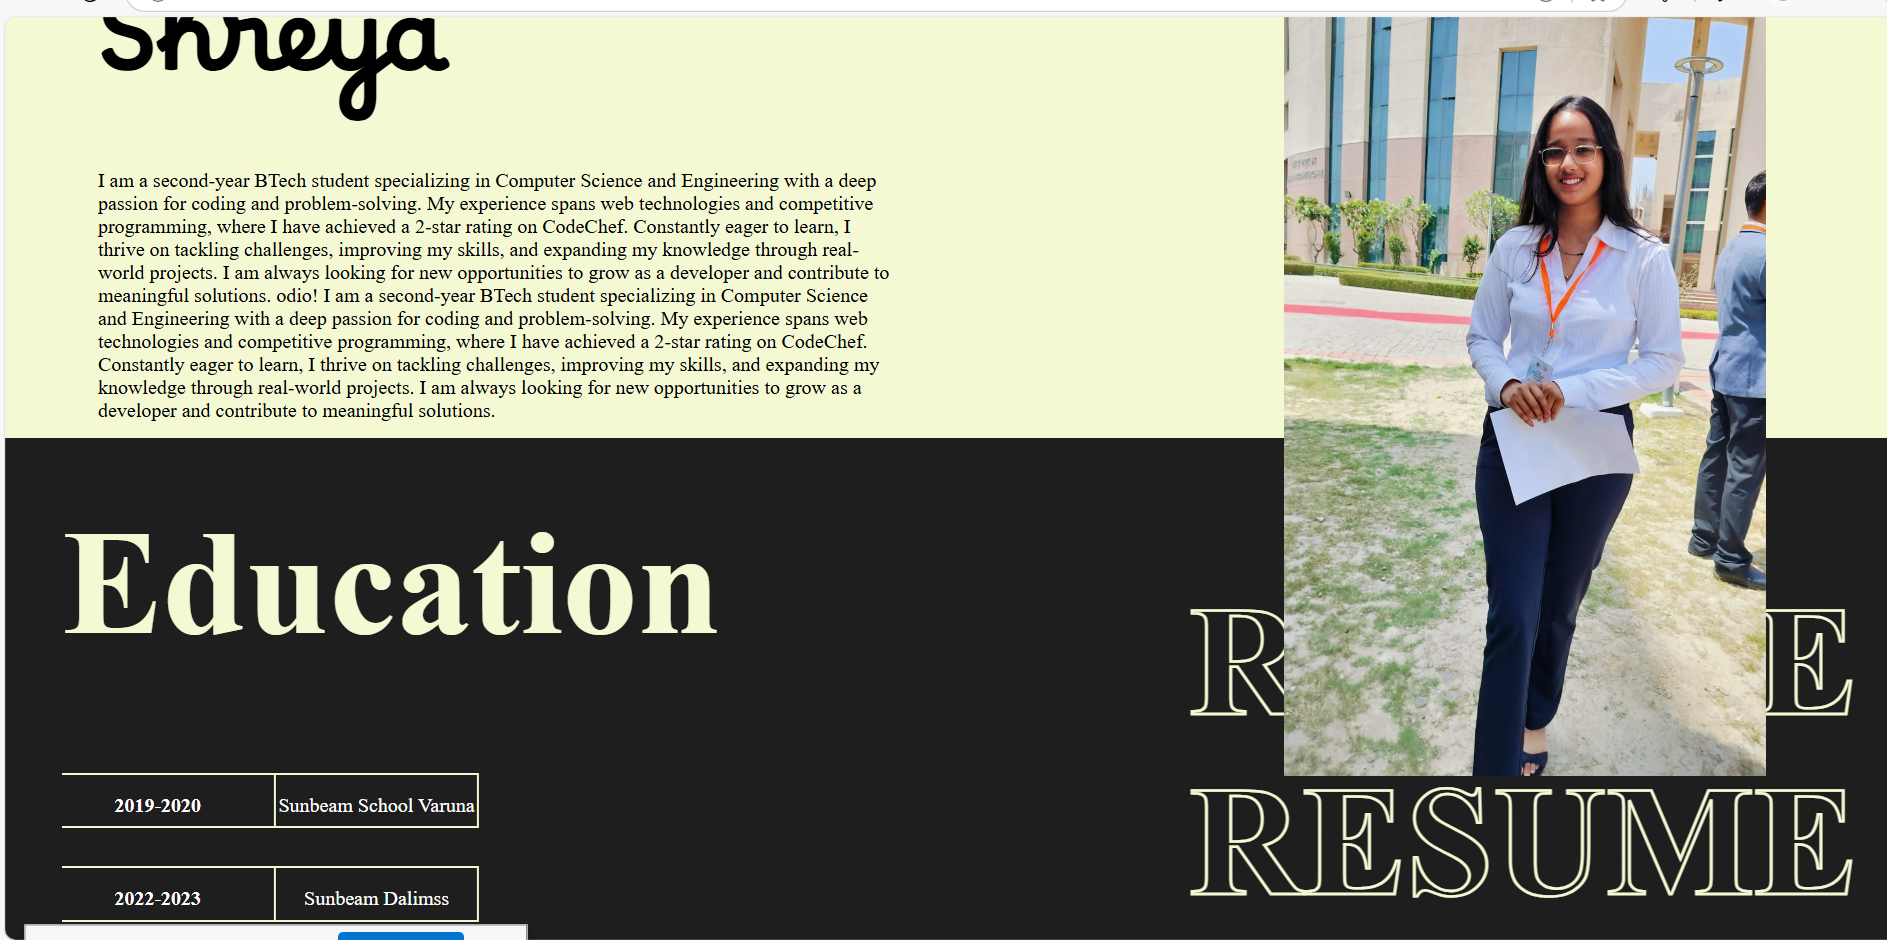 Shreya
I am a second-year BTech student specializing in Computer Science and Engineering with a deep
passion for coding and problem-solving. My experience spans web technologies and competitive
programming, where I have achieved a 2-star rating on CodeChef. Constantly eager to learn, I
thrive on tackling challenges, improving my skills, and expanding my knowledge through real-
world projects. I am always looking for new opportunities to grow as a developer and contribute to
meaningful solutions. odio! I am a second-year BTech student specializing in Computer Science
and Engineering with a deep passion for coding and problem-solving. My experience spans web
technologies and competitive programming, where I have achieved a 2-star rating on CodeChef.
Constantly eager to learn, I thrive on tackling challenges, improving my skills, and expanding my
knowledge through real-world projects. I am always looking for new opportunities to grow as a
developer and contribute to meaningful solutions.
Education
R E
2019-2020 Sunbeam School Varuna
RESUME
2022-2023 Sunbeam Dalimss